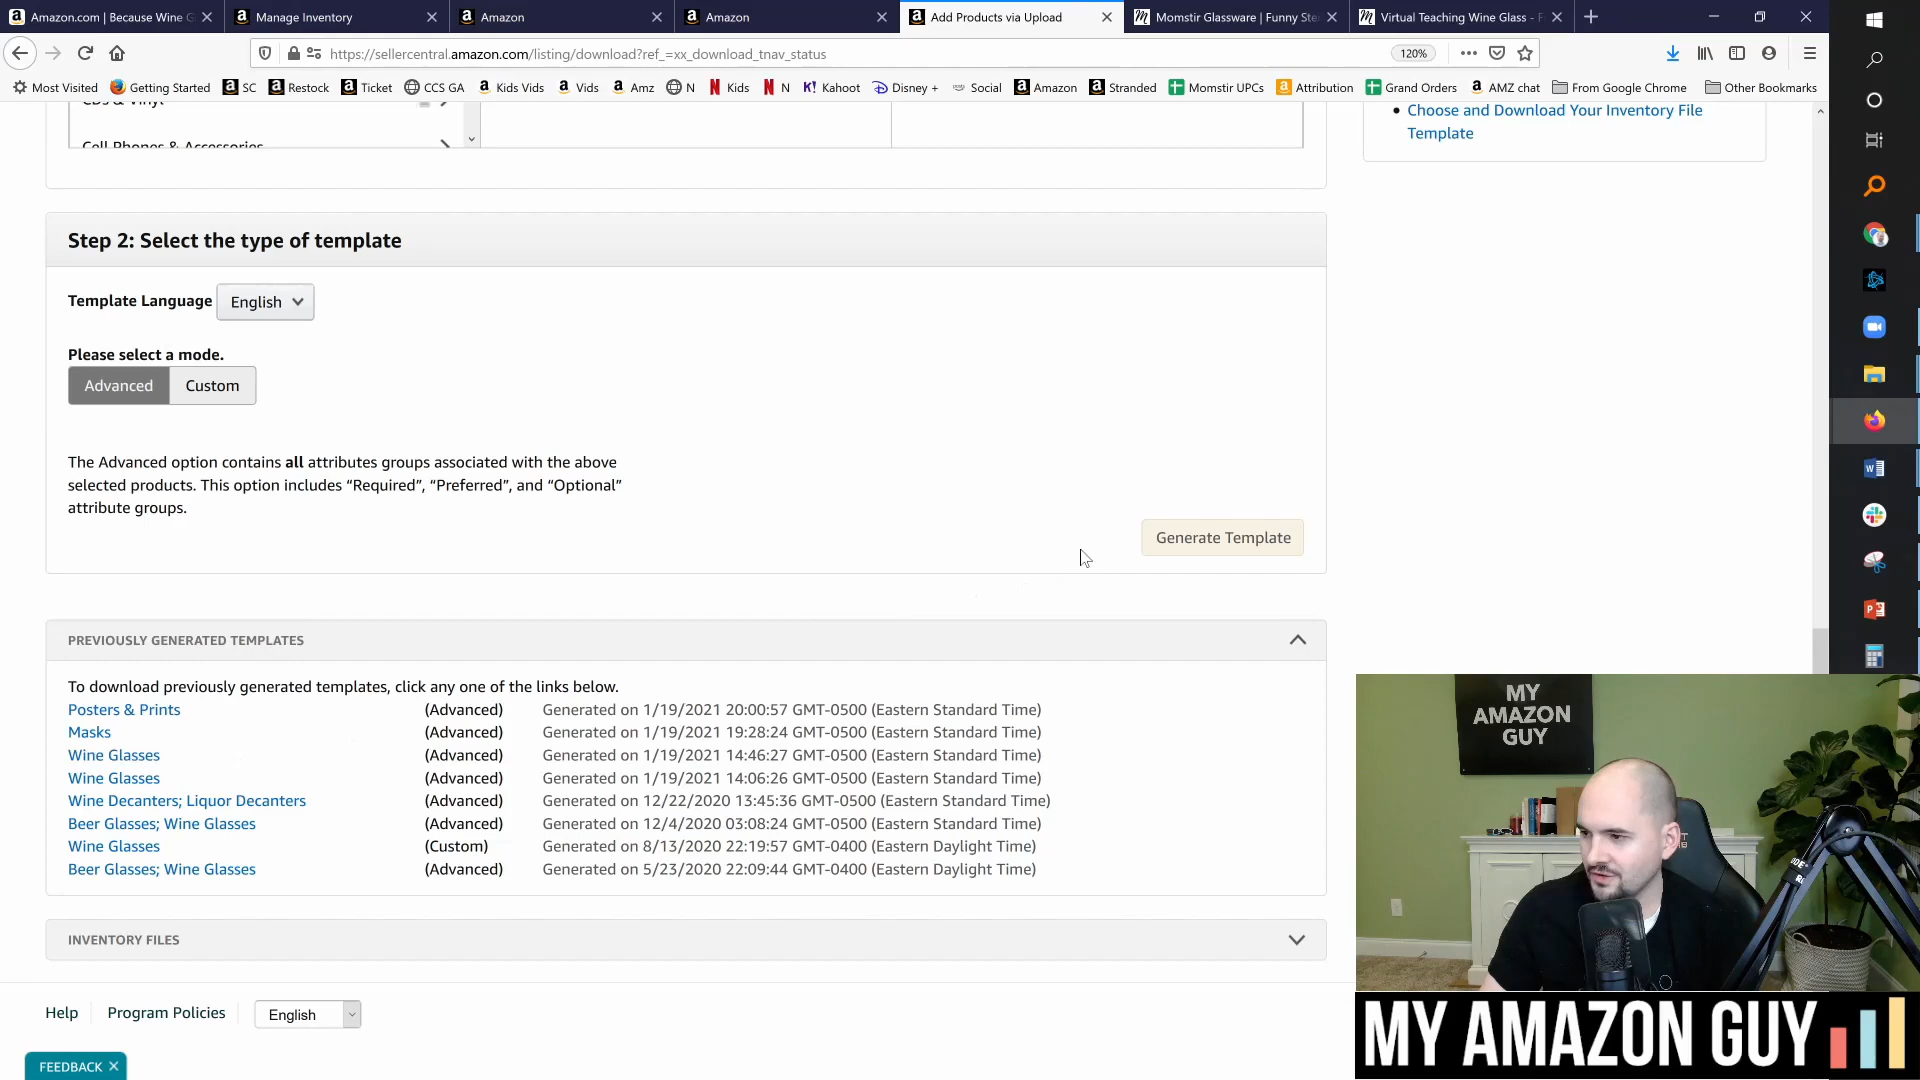 Amazon.com | Because Wine G
Manage Inventory
Amazon
Amazon
Add Products via Upload
Momstir Glassware | Funny Ste
Virtual Teaching Wine Glass - F
https://sellercentral.amazon.com/listing/download?ref_=xx_download_tnav_status
120%
Most Visited
Getting Started
SC
Restock
Ticket
CCS GA
Kids Vids
Vids
Amz
N
Kids
N
Kahoot
Disney +
Social
Amazon
Stranded
Momstir UPCs
Attribution
Grand Orders
AMZ chat
From Google Chrome
Other Bookmarks
CDs & Vinyl
Cell Phones & Accessories
Choose and Download Your Inventory File
Template
Step 2: Select the type of template
Template Language English
Please select a mode.
Advanced Custom
The Advanced option contains all attributes groups associated with the above
selected products. This option includes “Required”, “Preferred”, and “Optional”
attribute groups.
Generate Template
PREVIOUSLY GENERATED TEMPLATES
To download previously generated templates, click any one of the links below.
Posters & Prints (Advanced) Generated on 1/19/2021 20:00:57 GMT-0500 (Eastern Standard Time)
Masks (Advanced) Generated on 1/19/2021 19:28:24 GMT-0500 (Eastern Standard Time)
Wine Glasses (Advanced) Generated on 1/19/2021 14:46:27 GMT-0500 (Eastern Standard Time)
Wine Glasses (Advanced) Generated on 1/19/2021 14:06:26 GMT-0500 (Eastern Standard Time)
Wine Decanters; Liquor Decanters (Advanced) Generated on 12/22/2020 13:45:36 GMT-0500 (Eastern Standard Time)
Beer Glasses; Wine Glasses (Advanced) Generated on 12/4/2020 03:08:24 GMT-0500 (Eastern Standard Time)
Wine Glasses (Custom) Generated on 8/13/2020 22:19:57 GMT-0400 (Eastern Daylight Time)
Beer Glasses; Wine Glasses (Advanced) Generated on 5/23/2020 22:09:44 GMT-0400 (Eastern Daylight Time)
INVENTORY FILES
Help
Program Policies
English
FEEDBACK
MY
AMAZON
GUY
MY AMAZON GUY